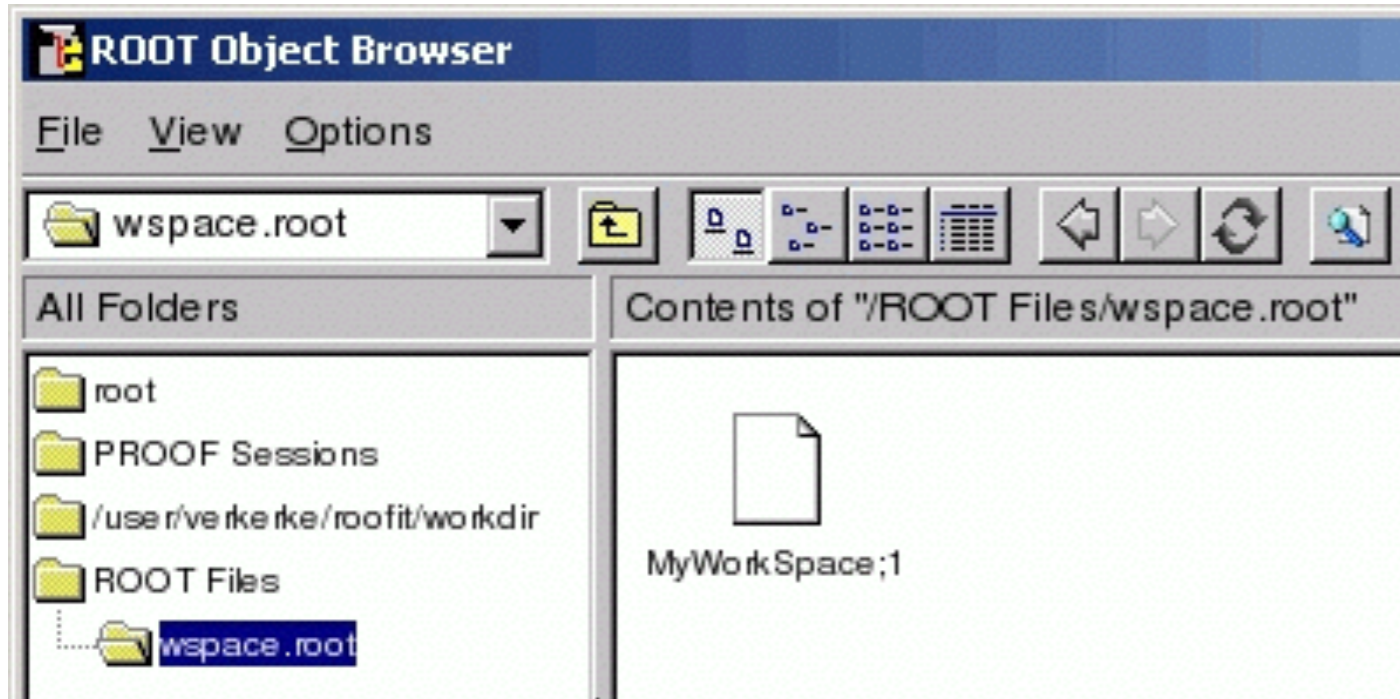 ROOT Object Browser
File View Options
wspace.root
All Folders
Contents of "/ROOT Files/wspace.root"
root
PROOF Sessions
/user/verkerke/roofit/workdir
ROOT Files
wspace.root
MyWorkSpace;1